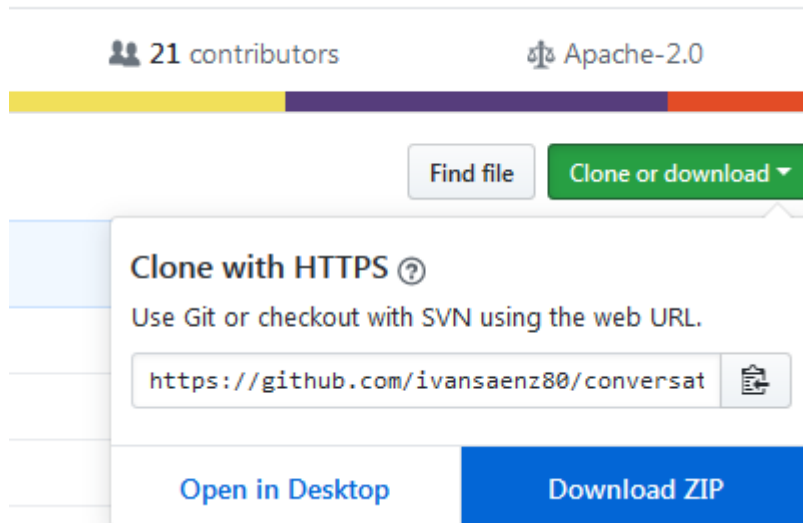 21 contributors Apache-2.0
Find file Clone or download
Clone with HTTPS
Use Git or checkout with SVN using the web URL.
https://github.com/ivansaenz80/conversat
Open in Desktop Download ZIP